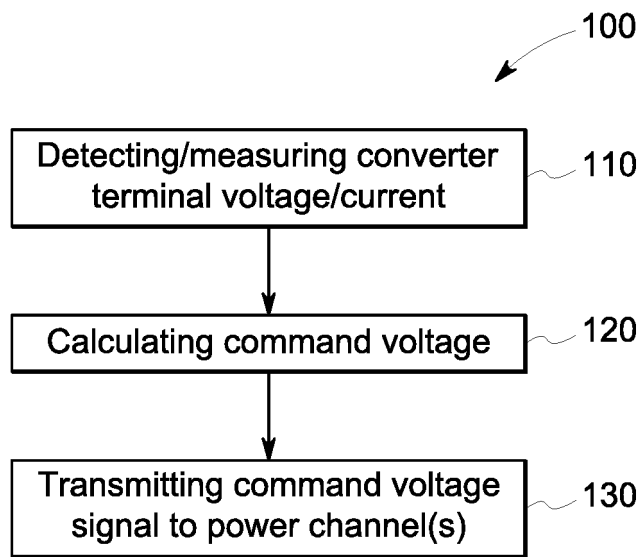 100
Detecting/measuring converter
terminal voltage/current
110
Calculating command voltage
120
Transmitting command voltage
signal to power channel(s)
130